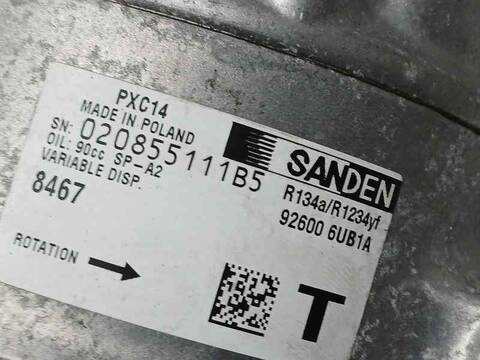 PXC14
MADE IN POLAND
SN: 020855111B5
OIL: 90cc SP-A2
VARIABLE DISP.
8467
SANDEN
R134a/R1234yf
92600 6UB1A
ROTATION
T